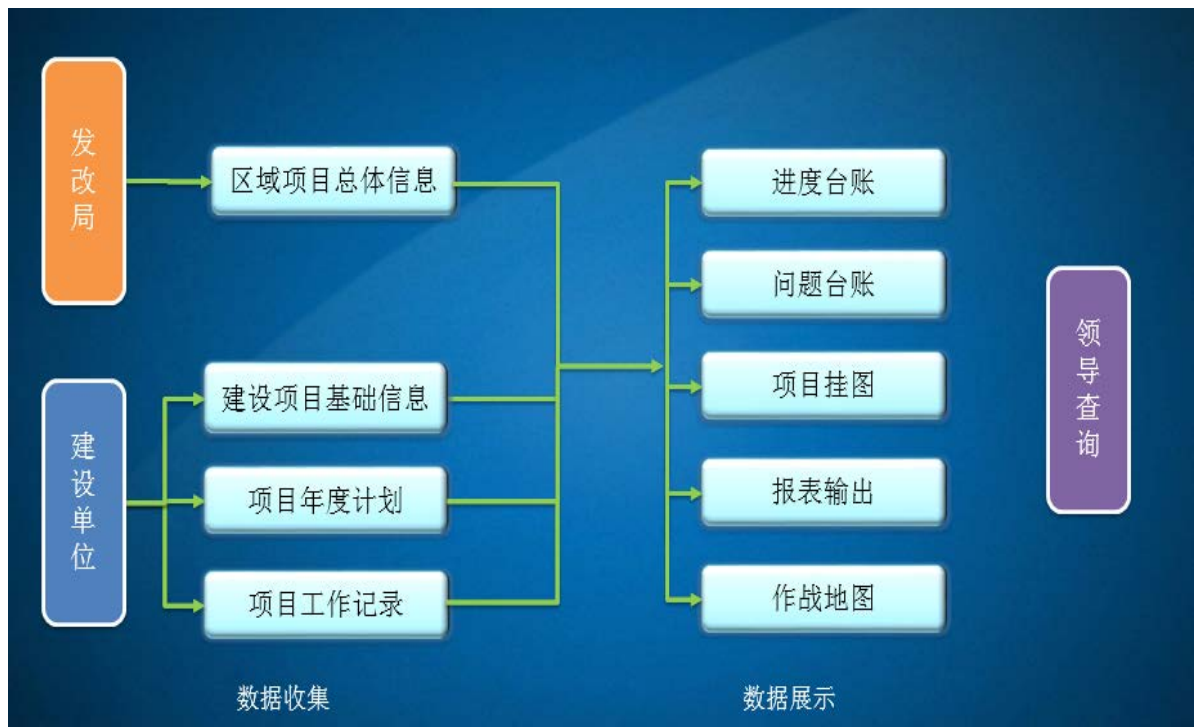 发改局
区域项目总体信息
进度台账
问题台账
领导查询
建设单位
建设项目基础信息
项目挂图
项目年度计划
报表输出
项目工作记录
作战地图
数据收集
数据展示